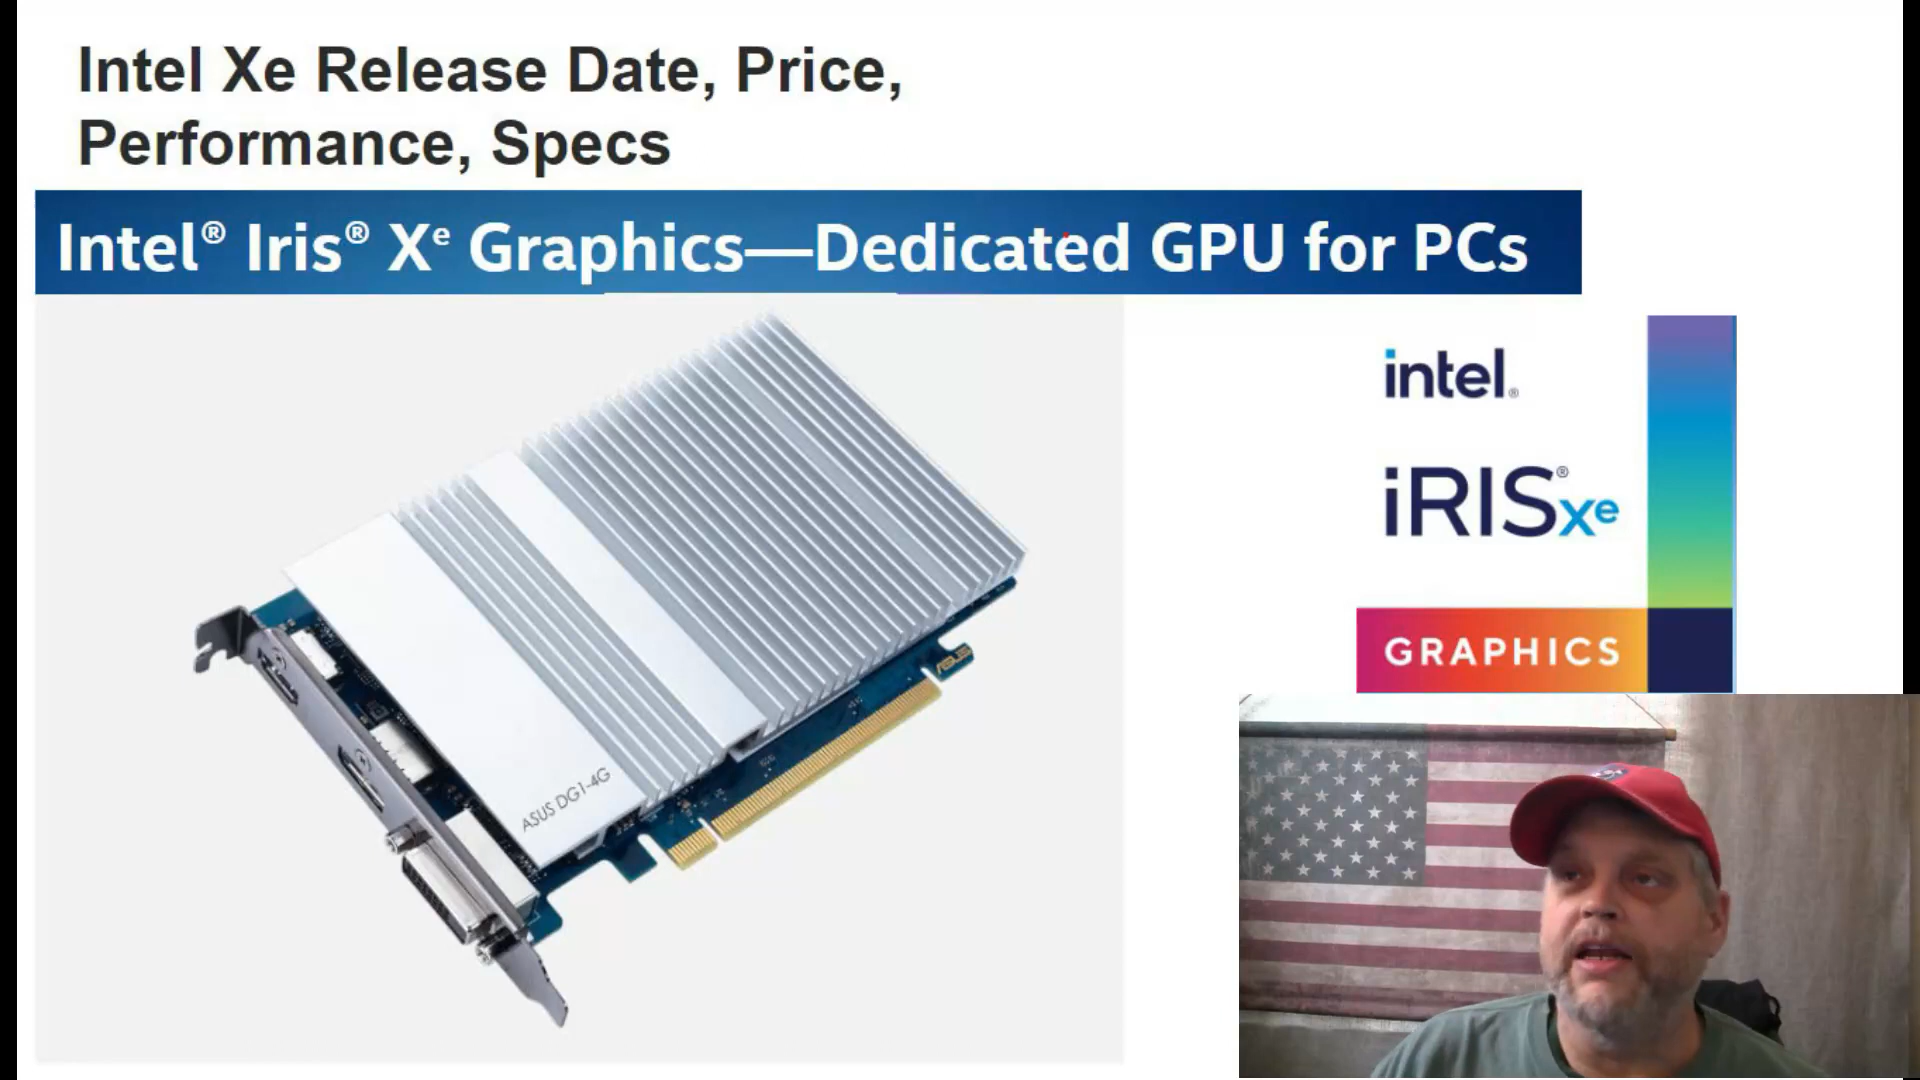 Intel Xe Release Date, Price,
Performance, Specs
Intel® Iris® Xe Graphics—Dedicated GPU for PCs
intel®
iRIS® Xe
GRAPHICS
ASUS DG1-4G
ASUS